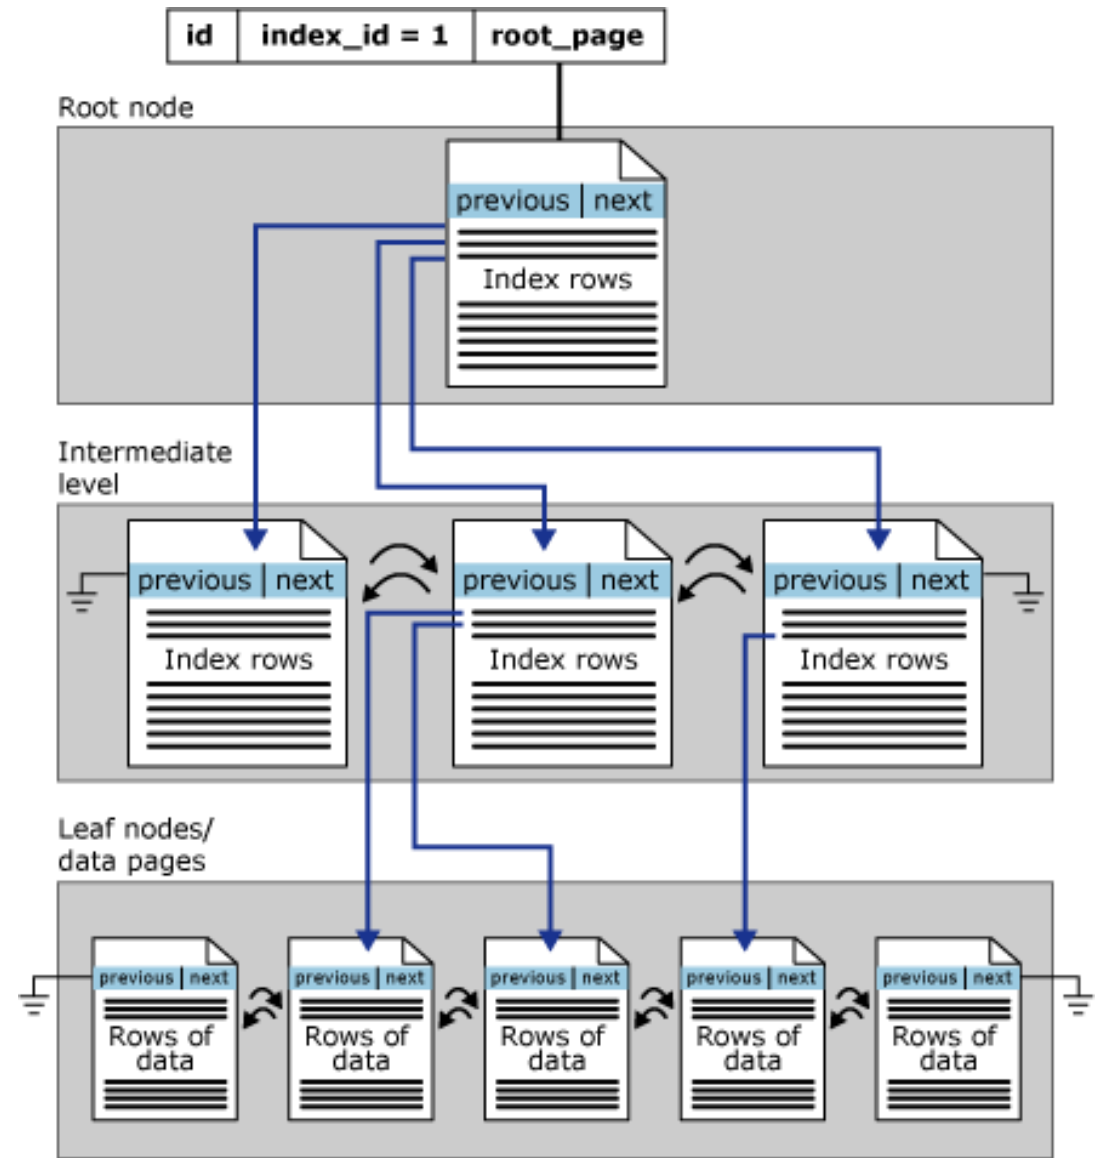 id index_id = 1 root_page
Root node
previous next
Index rows
Intermediate
level
previous next previous next previous next
Index rows Index rows Index rows
Leaf nodes/
data pages
previous next previous next previous next previous next previous next
Rows of Rows of Rows of Rows of Rows of
data data data data data